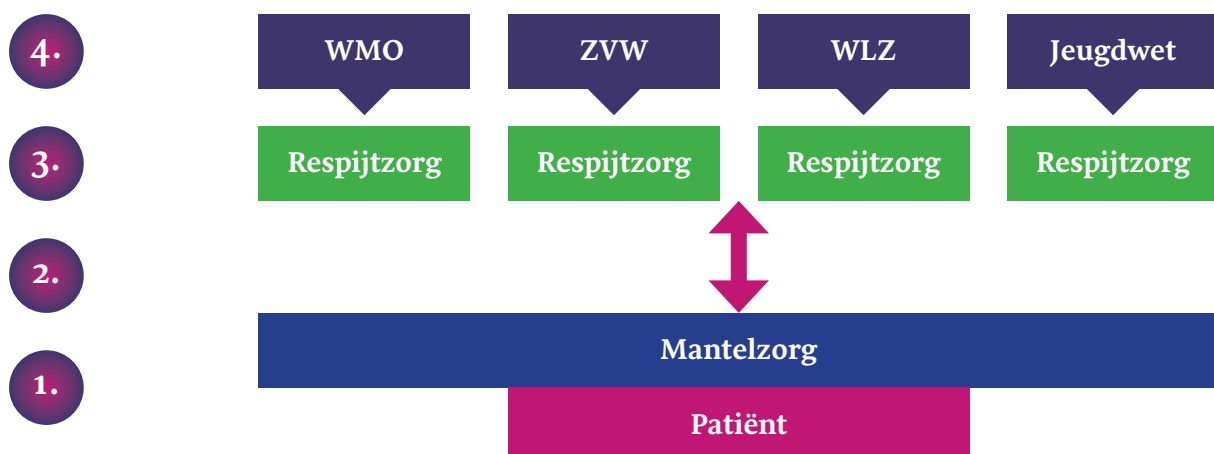 4. WMO ZVW WLZ Jeugdwet
3. Respijtzorg Respijtzorg Respijtzorg Respijtzorg
2.
Mantelzorg
1.
Patiënt